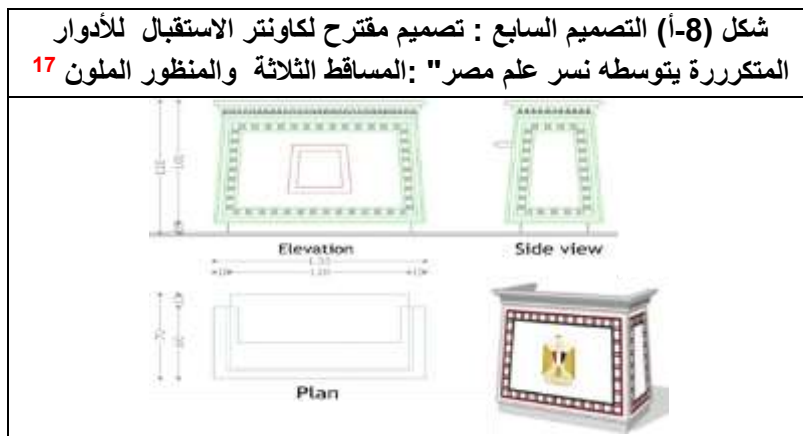 شكل (8-أ) التصميم السابع : تصميم مقترح لكاونتر الاستقبال للأدوار
المتكرررة يتوسطه نسر علم مصر" :المساقط الثلاثة والمنظور الملون 17
Elevation
Side view
Plan